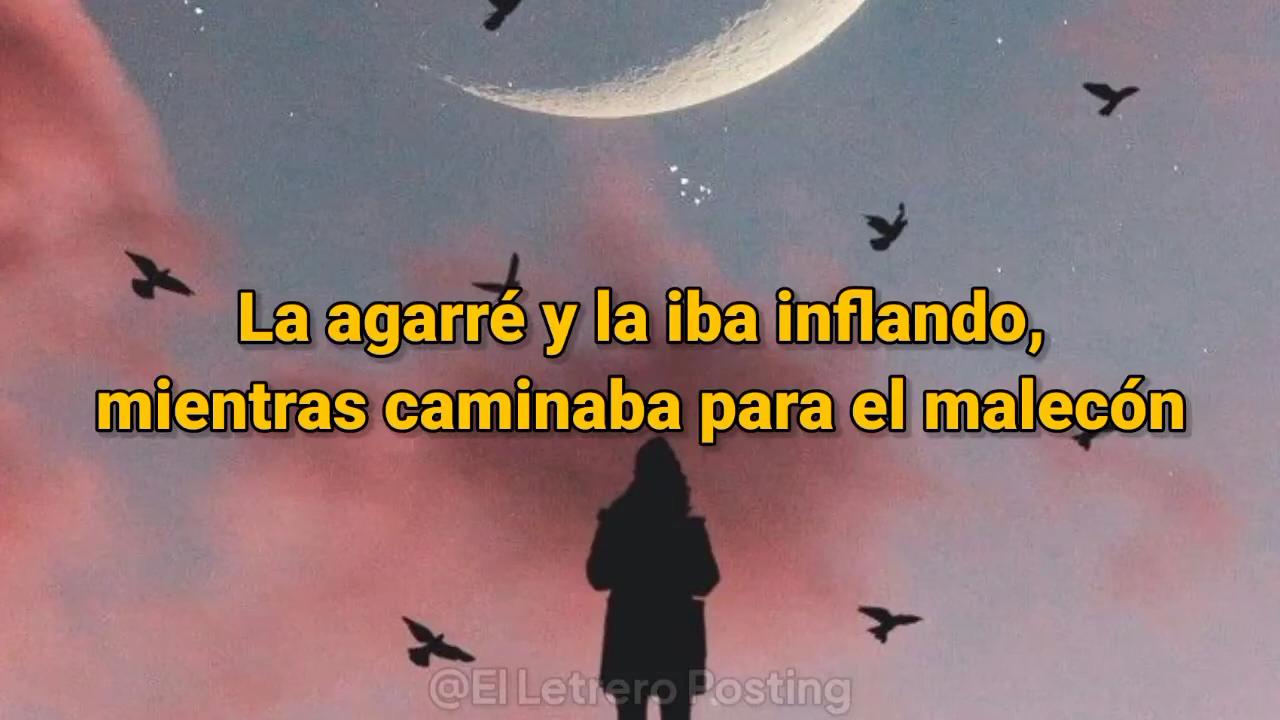 La agarré y la iba inflando,
mientras caminaba para el malecón
@El Letrero Posting